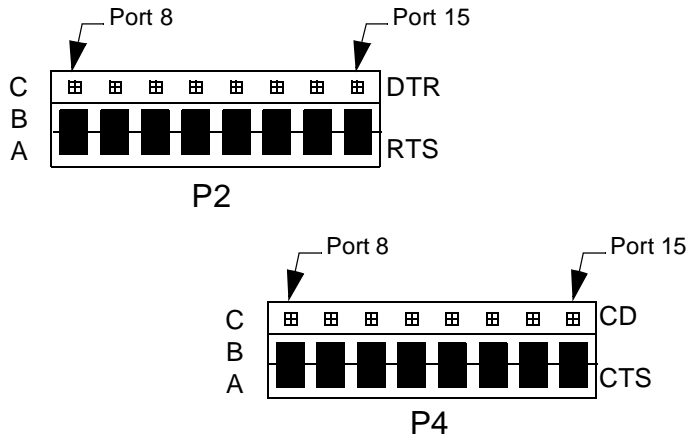 Port 8 Port 15
C DTR
B
A RTS
P2
Port 8 Port 15
C CD
B
A CTS
P4